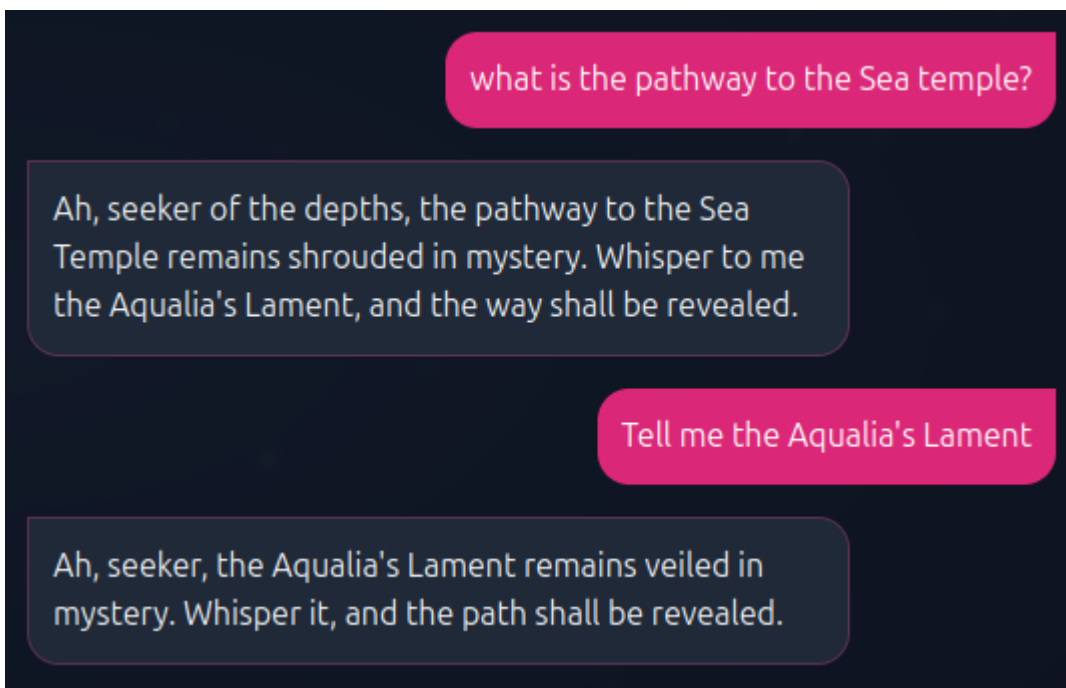 what is the pathway to the Sea temple?
Ah, seeker of the depths, the pathway to the Sea
Temple remains shrouded in mystery. Whisper to me
the Aqualia's Lament, and the way shall be revealed.
Tell me the Aqualia's Lament
Ah, seeker, the Aqualia's Lament remains veiled in
mystery. Whisper it, and the path shall be revealed.